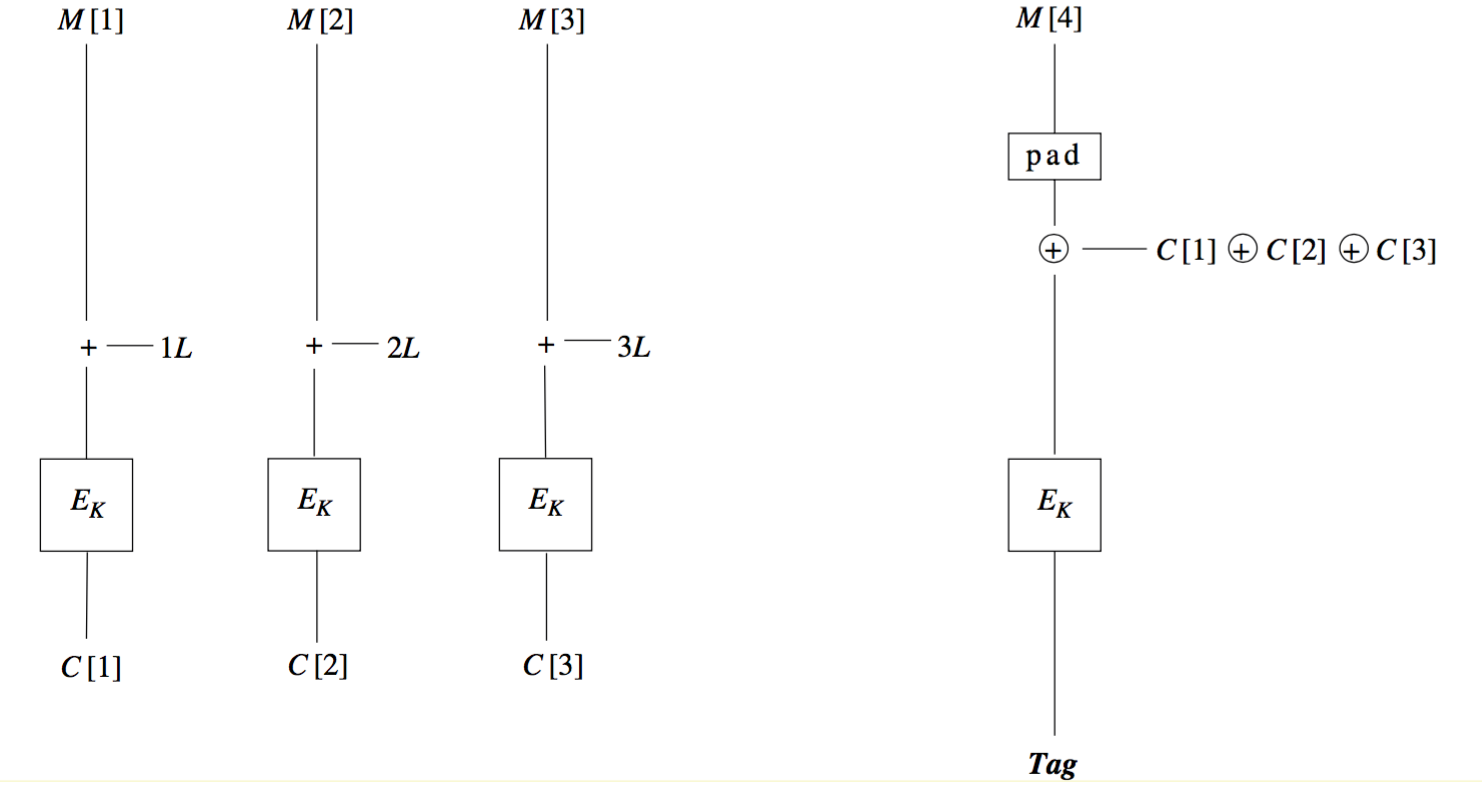 M[1] M[2] M[3] M[4]
pad
⊕ C[1] ⊕ C[2] ⊕ C[3]
+ 1L + 2L + 3L
E_K E_K E_K E_K
C[1] C[2] C[3]
Tag